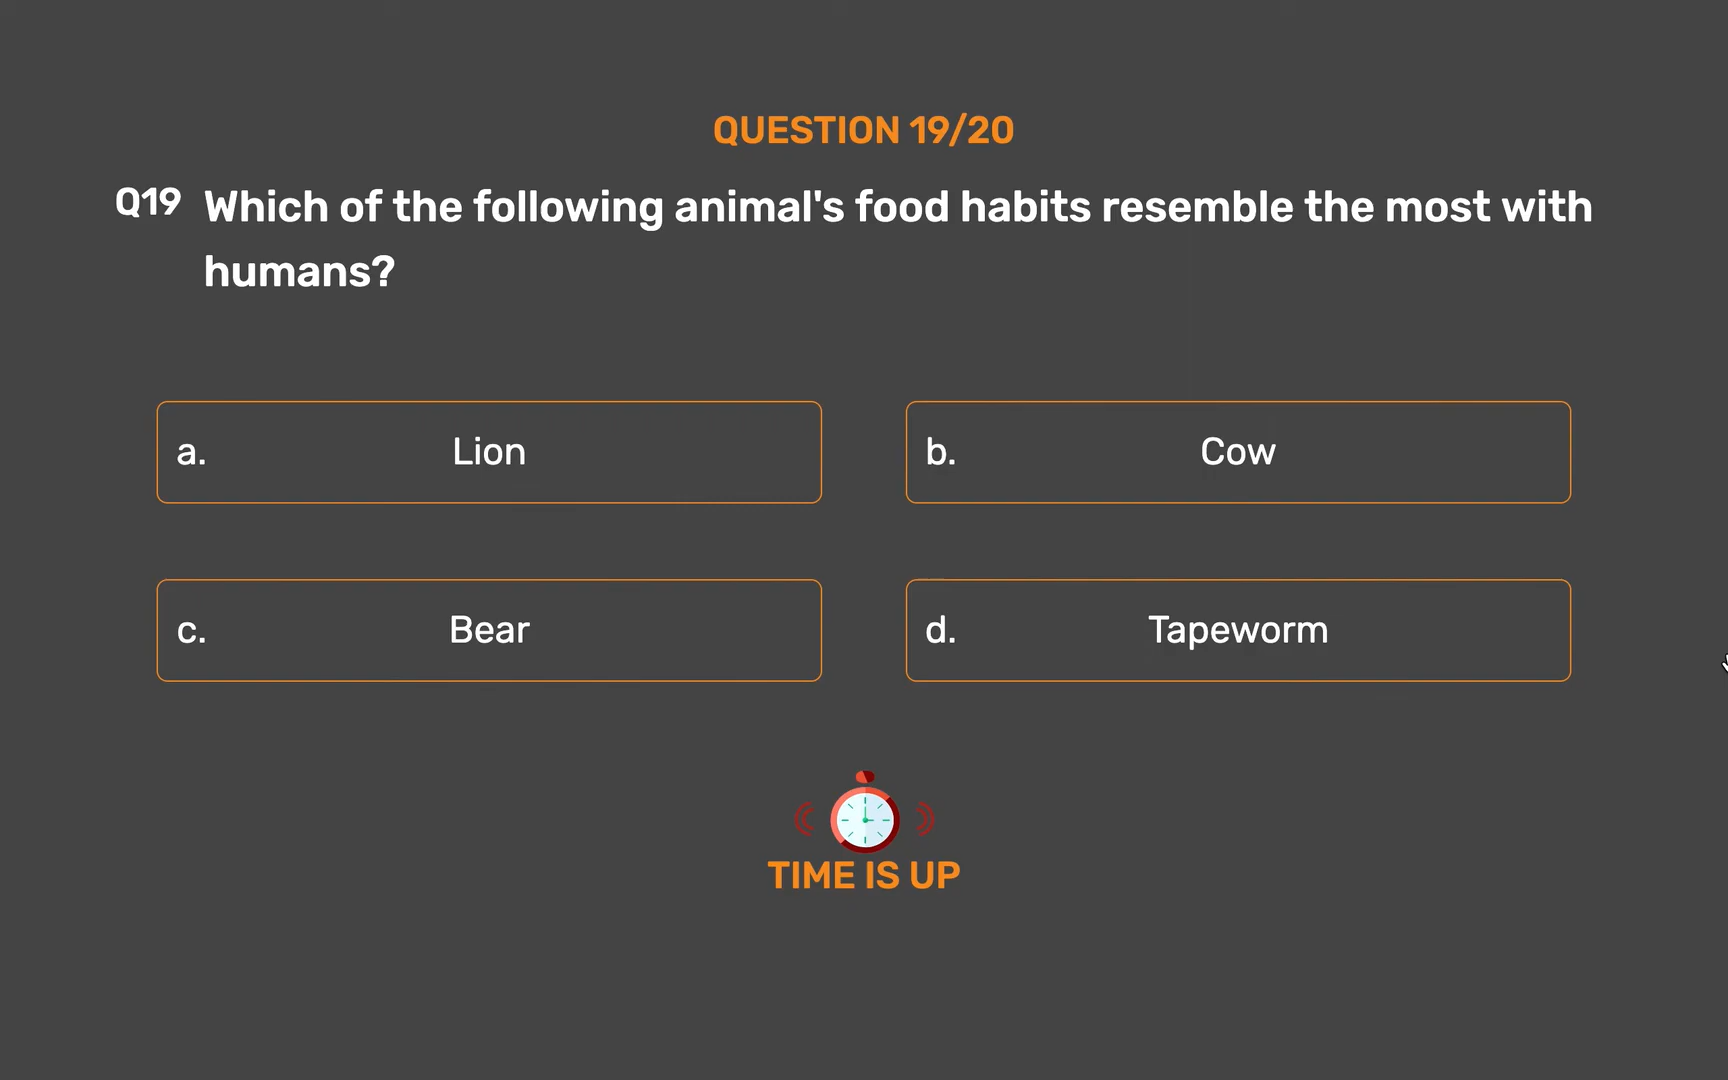 QUESTION 19/20
Q19 Which of the following animal's food habits resemble the most with
humans?
a. Lion
b. Cow
c. Bear
d. Tapeworm
TIME IS UP